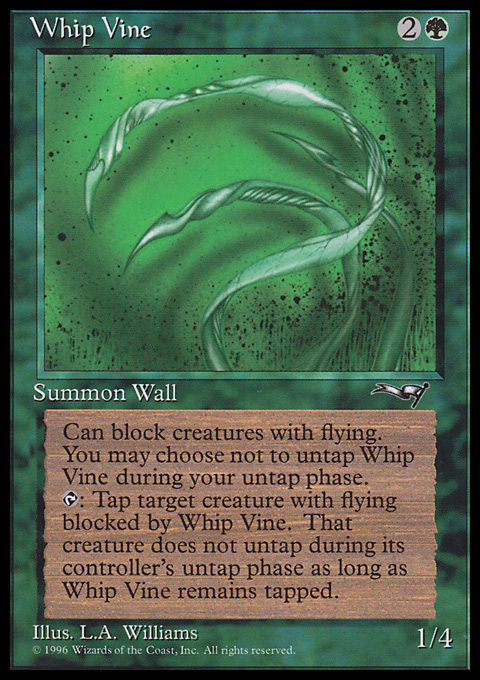 Whip Vine 2
Summon Wall
Can block creatures with flying.
You may choose not to untap Whip
Vine during your untap phase.
: Tap target creature with flying
blocked by Whip Vine. That
creature does not untap during its
controller's untap phase as long as
Whip Vine remains tapped.
Illus. L.A. Williams
© 1996 Wizards of the Coast, Inc. All rights reserved.
1/4